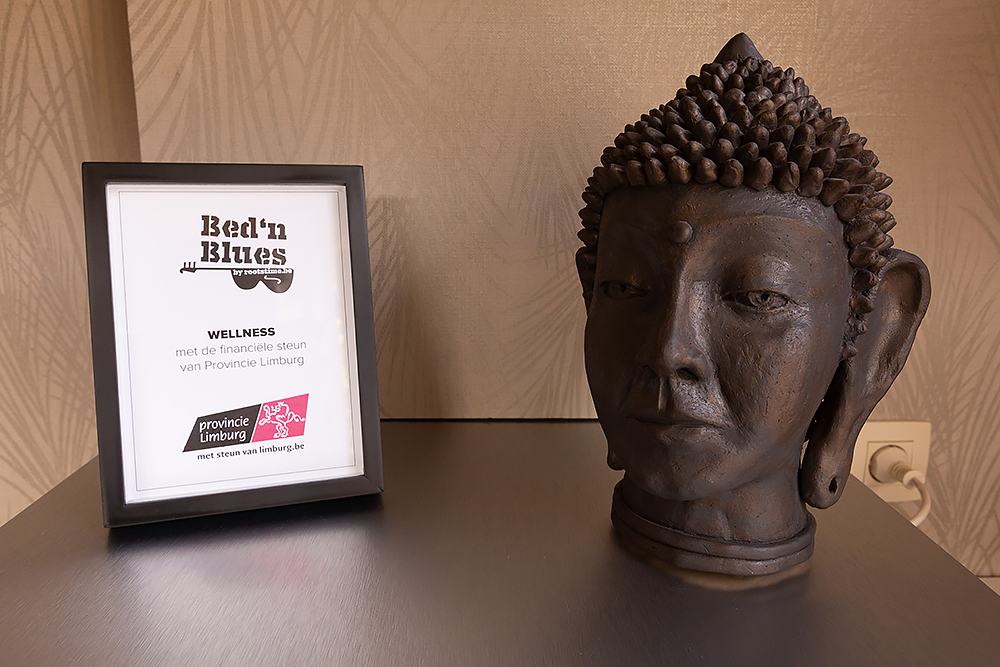 Bed'n
Blues
by rootstime.be
WELLNESS
met de financiële steun
van Provincie Limburg
provincie
Limburg
met steun van limburg.be